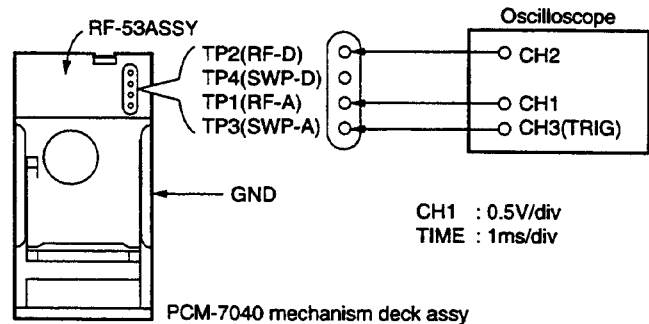 Oscilloscope
RF-53ASSY
TP2(RF-D)
TP4(SWP-D)
TP1(RF-A)
TP3(SWP-A)
CH2
CH1
CH3(TRIG)
GND
CH1 : 0.5V/div
TIME : 1ms/div
PCM-7040 mechanism deck assy